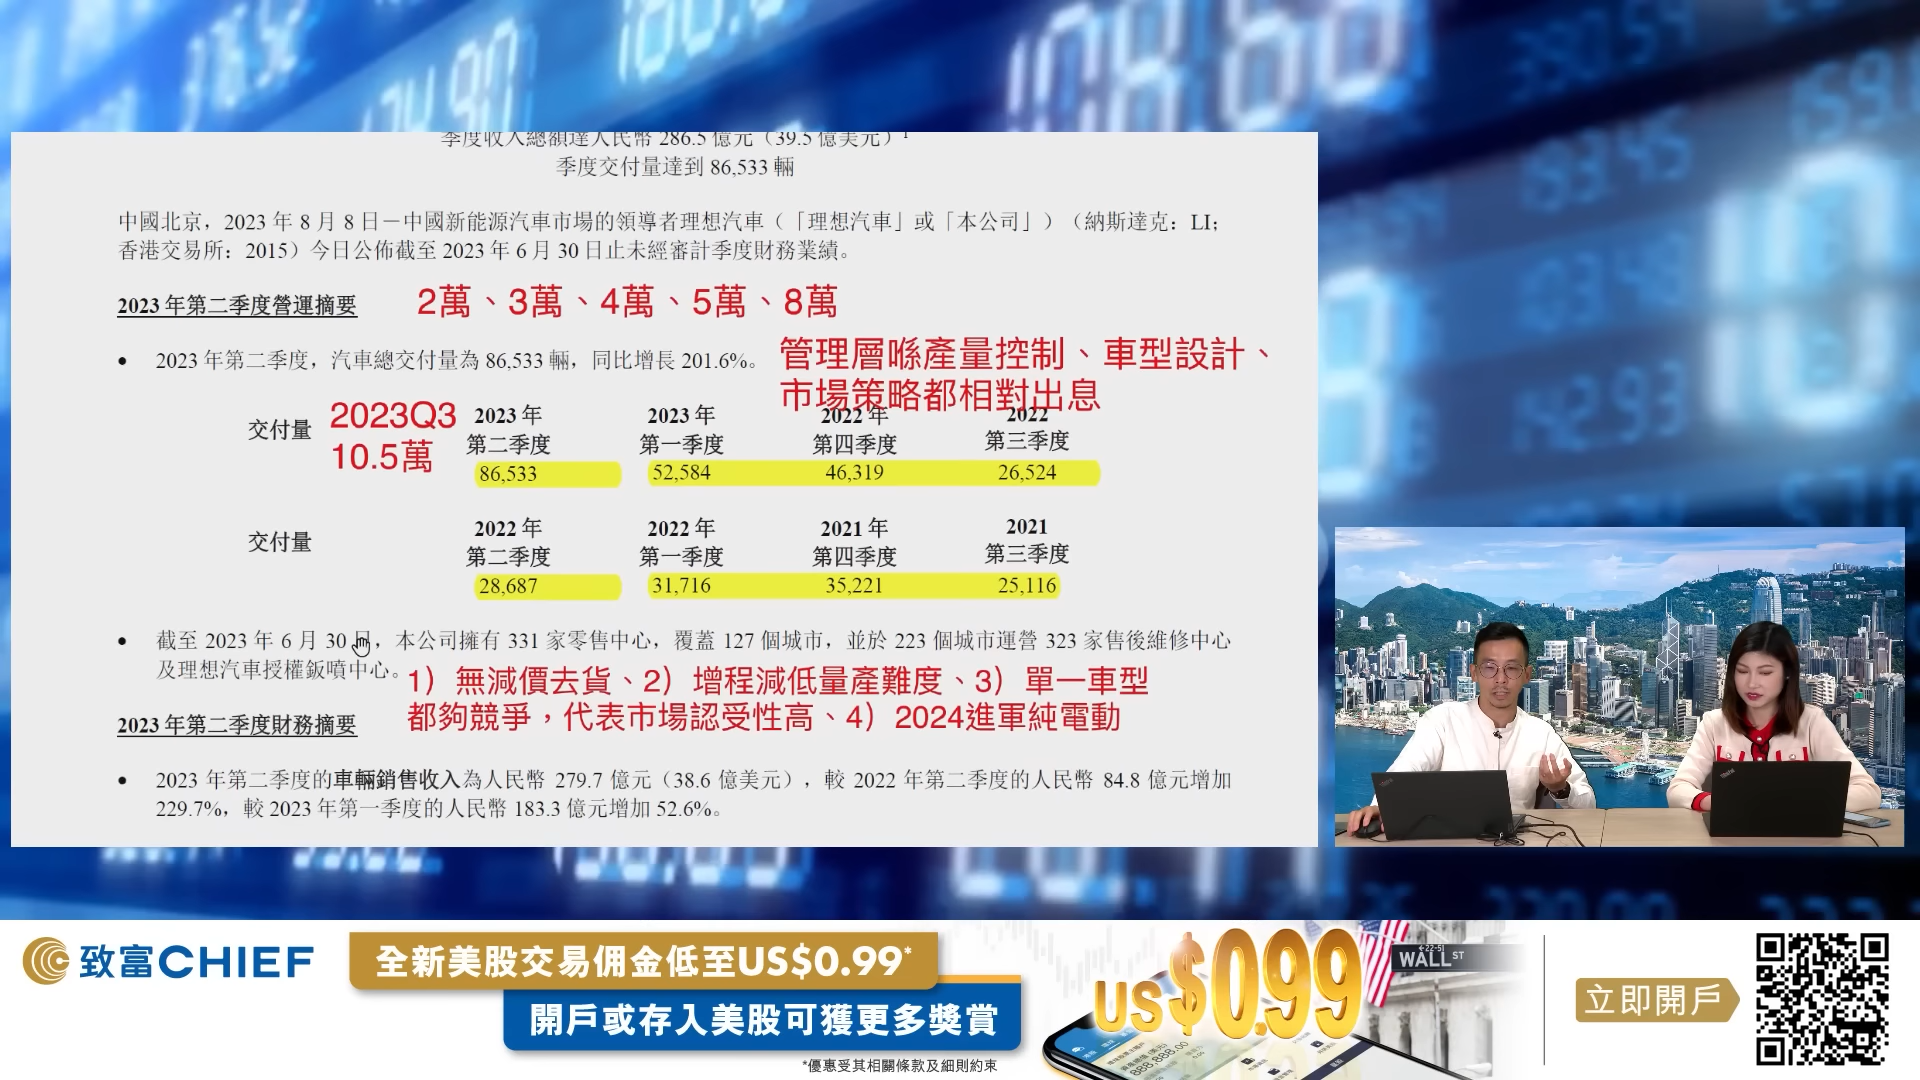 季度收入總額達人民幣 286.5 億元（39.5 億美元）1
季度交付量達到 86,533 輛
中國北京，2023 年 8 月 8 日－中國新能源汽車市場的領導者理想汽車（「理想汽車」或「本公司」）（納斯達克：LI；
香港交易所：2015）今日公佈截至 2023 年 6 月 30 日止未經審計季度財務業績。
2023 年第二季度營運摘要
2萬、3萬、4萬、5萬、8萬
• 2023 年第二季度，汽車總交付量為 86,533 輛，同比增長 201.6%。
管理層喺產量控制、車型設計、
市場策略都相對出息
2023Q3
10.5萬
交付量
2023 年 2023 年 2022 年 2022
第二季度 第一季度 第四季度 第三季度
86,533 52,584 46,319 26,524
交付量
2022 年 2022 年 2021 年 2021
第二季度 第一季度 第四季度 第三季度
28,687 31,716 35,221 25,116
• 截至 2023 年 6 月 30 ，本公司擁有 331 家零售中心，覆蓋 127 個城市，並於 223 個城市運營 323 家售後維修中心
及理想汽車授權鈑噴中心。
1）無減價去貨、2）增程減低量產難度、3）單一車型
都夠競爭，代表市場認受性高、4）2024進軍純電動
2023 年第二季度財務摘要
• 2023 年第二季度的車輛銷售收入為人民幣 279.7 億元（38.6 億美元），較 2022 年第二季度的人民幣 84.8 億元增加
229.7%，較 2023 年第一季度的人民幣 183.3 億元增加 52.6%。
致富CHIEF
全新美股交易佣金低至US$0.99*
開戶或存入美股可獲更多獎賞
*優惠受其相關條款及細則約束
US$0.99
WALL ST
立即開戶